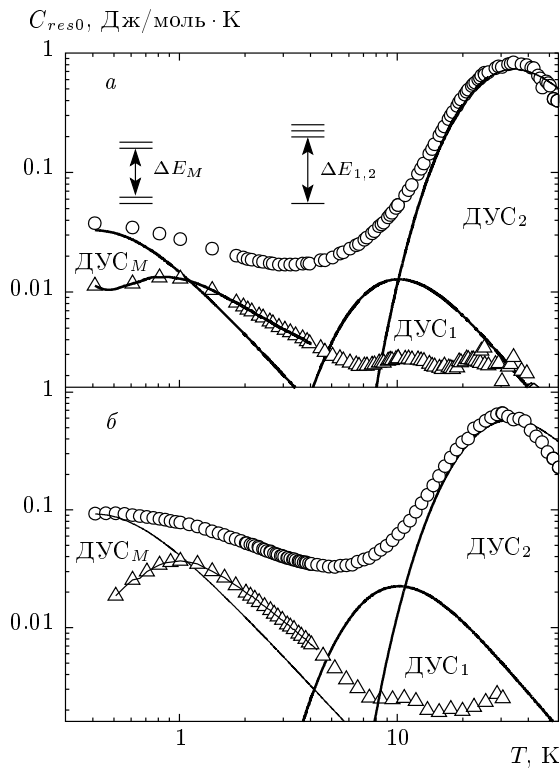 C_{res0}, Дж/моль · К
1
а
ΔE_M
ΔE_{1,2}
0.1
ДУС_2
ДУС_M
0.01
ДУС_1
1
б
0.1
ДУС_M
ДУС_2
0.01
ДУС_1
1 10
T, К